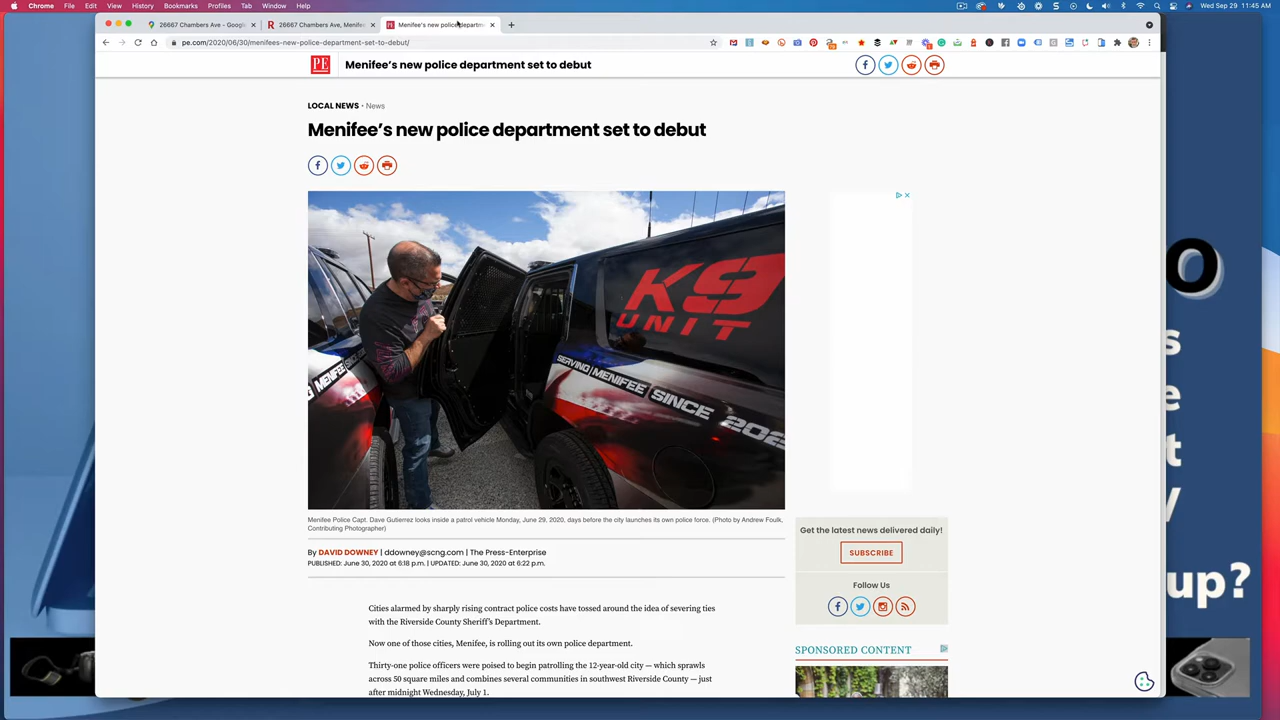 Chrome File Edit View History Bookmarks Profiles Tab Window Help
Wed Sep 29 11:45 AM
26667 Chambers Ave - Googl
26667 Chambers Ave, Menifee
Menifee's new police departm
pe.com/2020/06/30/menifees-new-police-department-set-to-debut/
PE
Menifee's new police department set to debut
LOCAL NEWS • News
Menifee's new police department set to debut
K9
UNIT
SERVING MENIFEE SINCE 202
MENIFEE SINCE
Menifee Police Capt. Dave Gutierrez looks inside a patrol vehicle Monday, June 29, 2020, days before the city launches its own police force. (Photo by Andrew Foulk,
Contributing Photographer)
By DAVID DOWNEY | ddowney@scng.com | The Press-Enterprise
PUBLISHED: June 30, 2020 at 6:18 p.m. | UPDATED: June 30, 2020 at 6:22 p.m.
Cities alarmed by sharply rising contract police costs have tossed around the idea of severing ties
with the Riverside County Sheriff's Department.
Now one of those cities, Menifee, is rolling out its own police department.
Thirty-one police officers were poised to begin patrolling the 12-year-old city — which sprawls
across 50 square miles and combines several communities in southwest Riverside County — just
after midnight Wednesday, July 1.
Get the latest news delivered daily!
SUBSCRIBE
Follow Us
SPONSORED CONTENT
o
s
e
t
y
up?